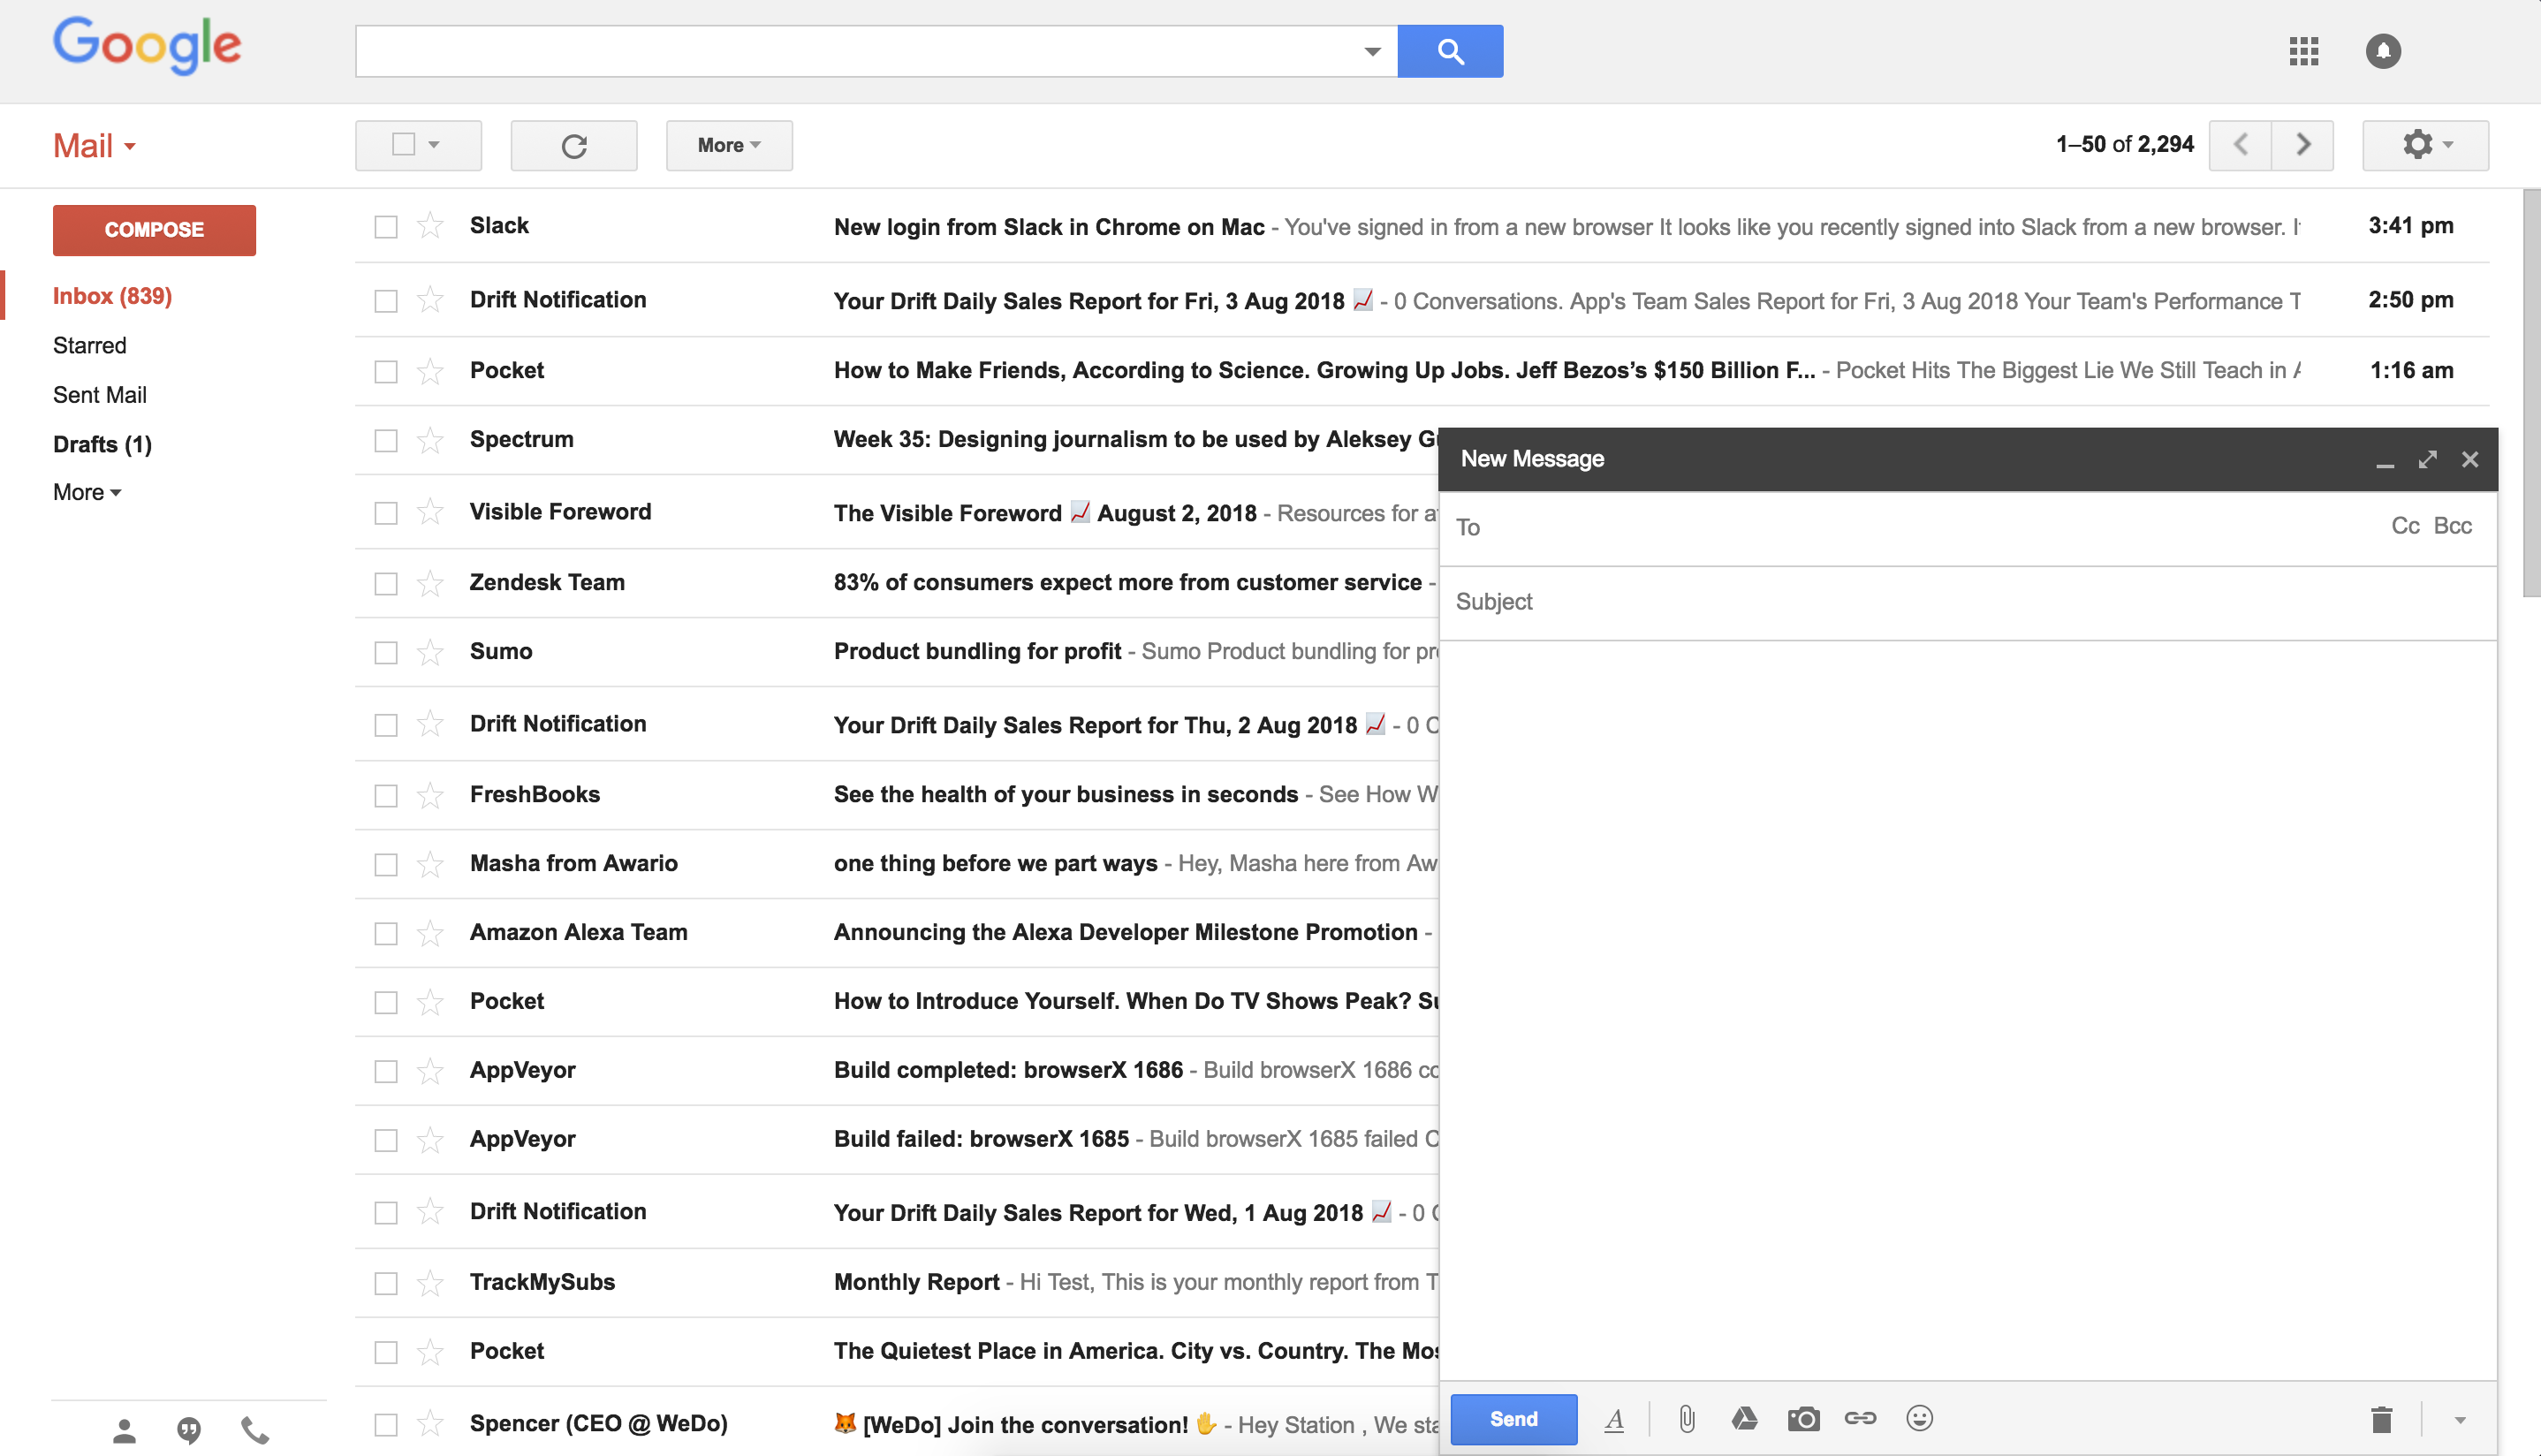 Google
Mail
More
1–50 of 2,294
COMPOSE
Inbox (839)
Starred
Sent Mail
Drafts (1)
More
Slack New login from Slack in Chrome on Mac - You've signed in from a new browser It looks like you recently signed into Slack from a new browser. 3:41 pm
Drift Notification Your Drift Daily Sales Report for Fri, 3 Aug 2018 📈 - 0 Conversations. App's Team Sales Report for Fri, 3 Aug 2018 Your Team's Performance 2:50 pm
Pocket How to Make Friends, According to Science. Growing Up Jobs. Jeff Bezos’s $150 Billion F... - Pocket Hits The Biggest Lie We Still Teach in 1:16 am
Spectrum Week 35: Designing journalism to be used by Aleksey
Visible Foreword The Visible Foreword 📈 August 2, 2018 - Resources for
Zendesk Team 83% of consumers expect more from customer service -
Sumo Product bundling for profit - Sumo Product bundling for
Drift Notification Your Drift Daily Sales Report for Thu, 2 Aug 2018 📈 - 0
FreshBooks See the health of your business in seconds - See How
Masha from Awario one thing before we part ways - Hey, Masha here from
Amazon Alexa Team Announcing the Alexa Developer Milestone Promotion -
Pocket How to Introduce Yourself. When Do TV Shows Peak?
AppVeyor Build completed: browserX 1686 - Build browserX 1686
AppVeyor Build failed: browserX 1685 - Build browserX 1685 failed
Drift Notification Your Drift Daily Sales Report for Wed, 1 Aug 2018 📈 - 0
TrackMySubs Monthly Report - Hi Test, This is your monthly report from
Pocket The Quietest Place in America. City vs. Country. The
Spencer (CEO @ WeDo) 🦊 [WeDo] Join the conversation! ✋ - Hey Station , We
New Message
To Cc Bcc
Subject
Send